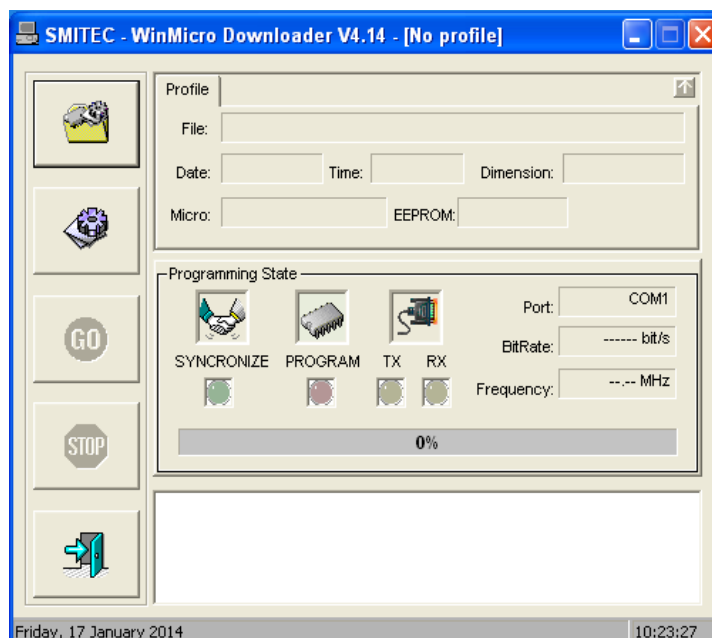 SMITEC - WinMicro Downloader V4.14 - [No profile]
Profile
File:
Date: Time: Dimension:
Micro: EEPROM:
Programming State
Port: COM1
BitRate: ------ bit/s
Frequency: --.-- MHz
SYNCRONIZE PROGRAM TX RX
0%
GO
STOP
Friday, 17 January 2014 10:23:27